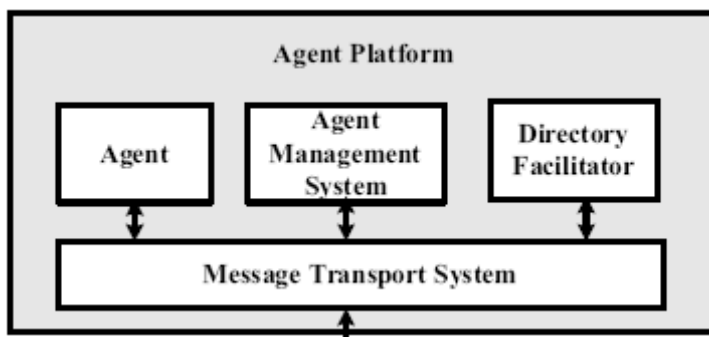 Agent Platform
Agent
Agent
Management
System
Directory
Facilitator
Message Transport System